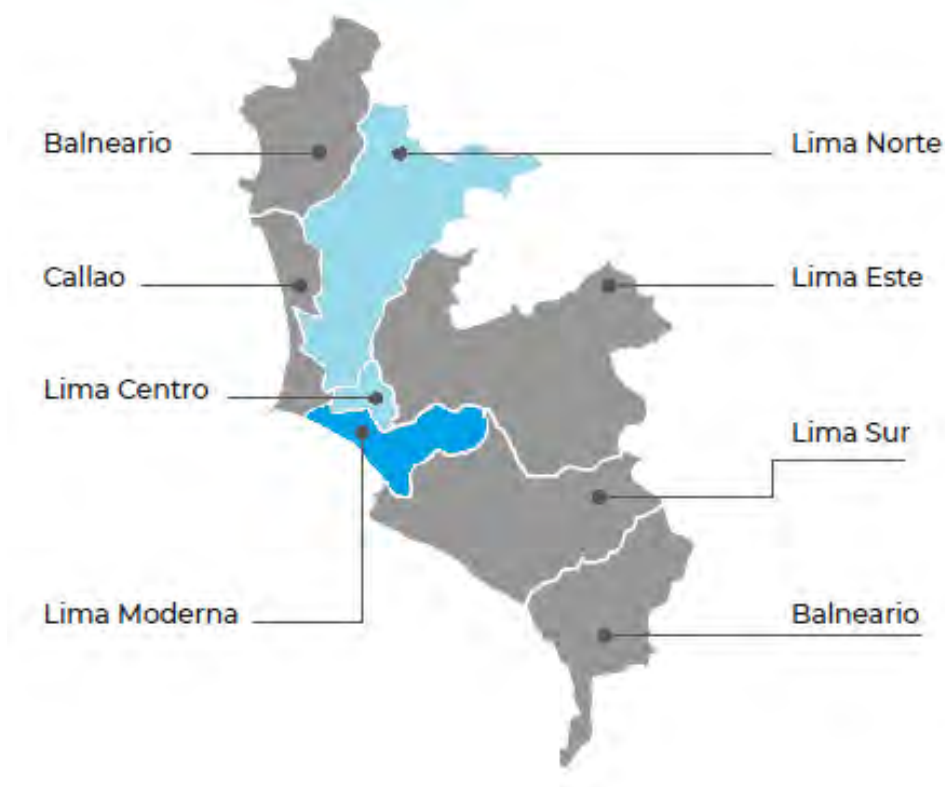 Balneario
Lima Norte
Callao
Lima Este
Lima Centro
Lima Sur
Lima Moderna
Balneario